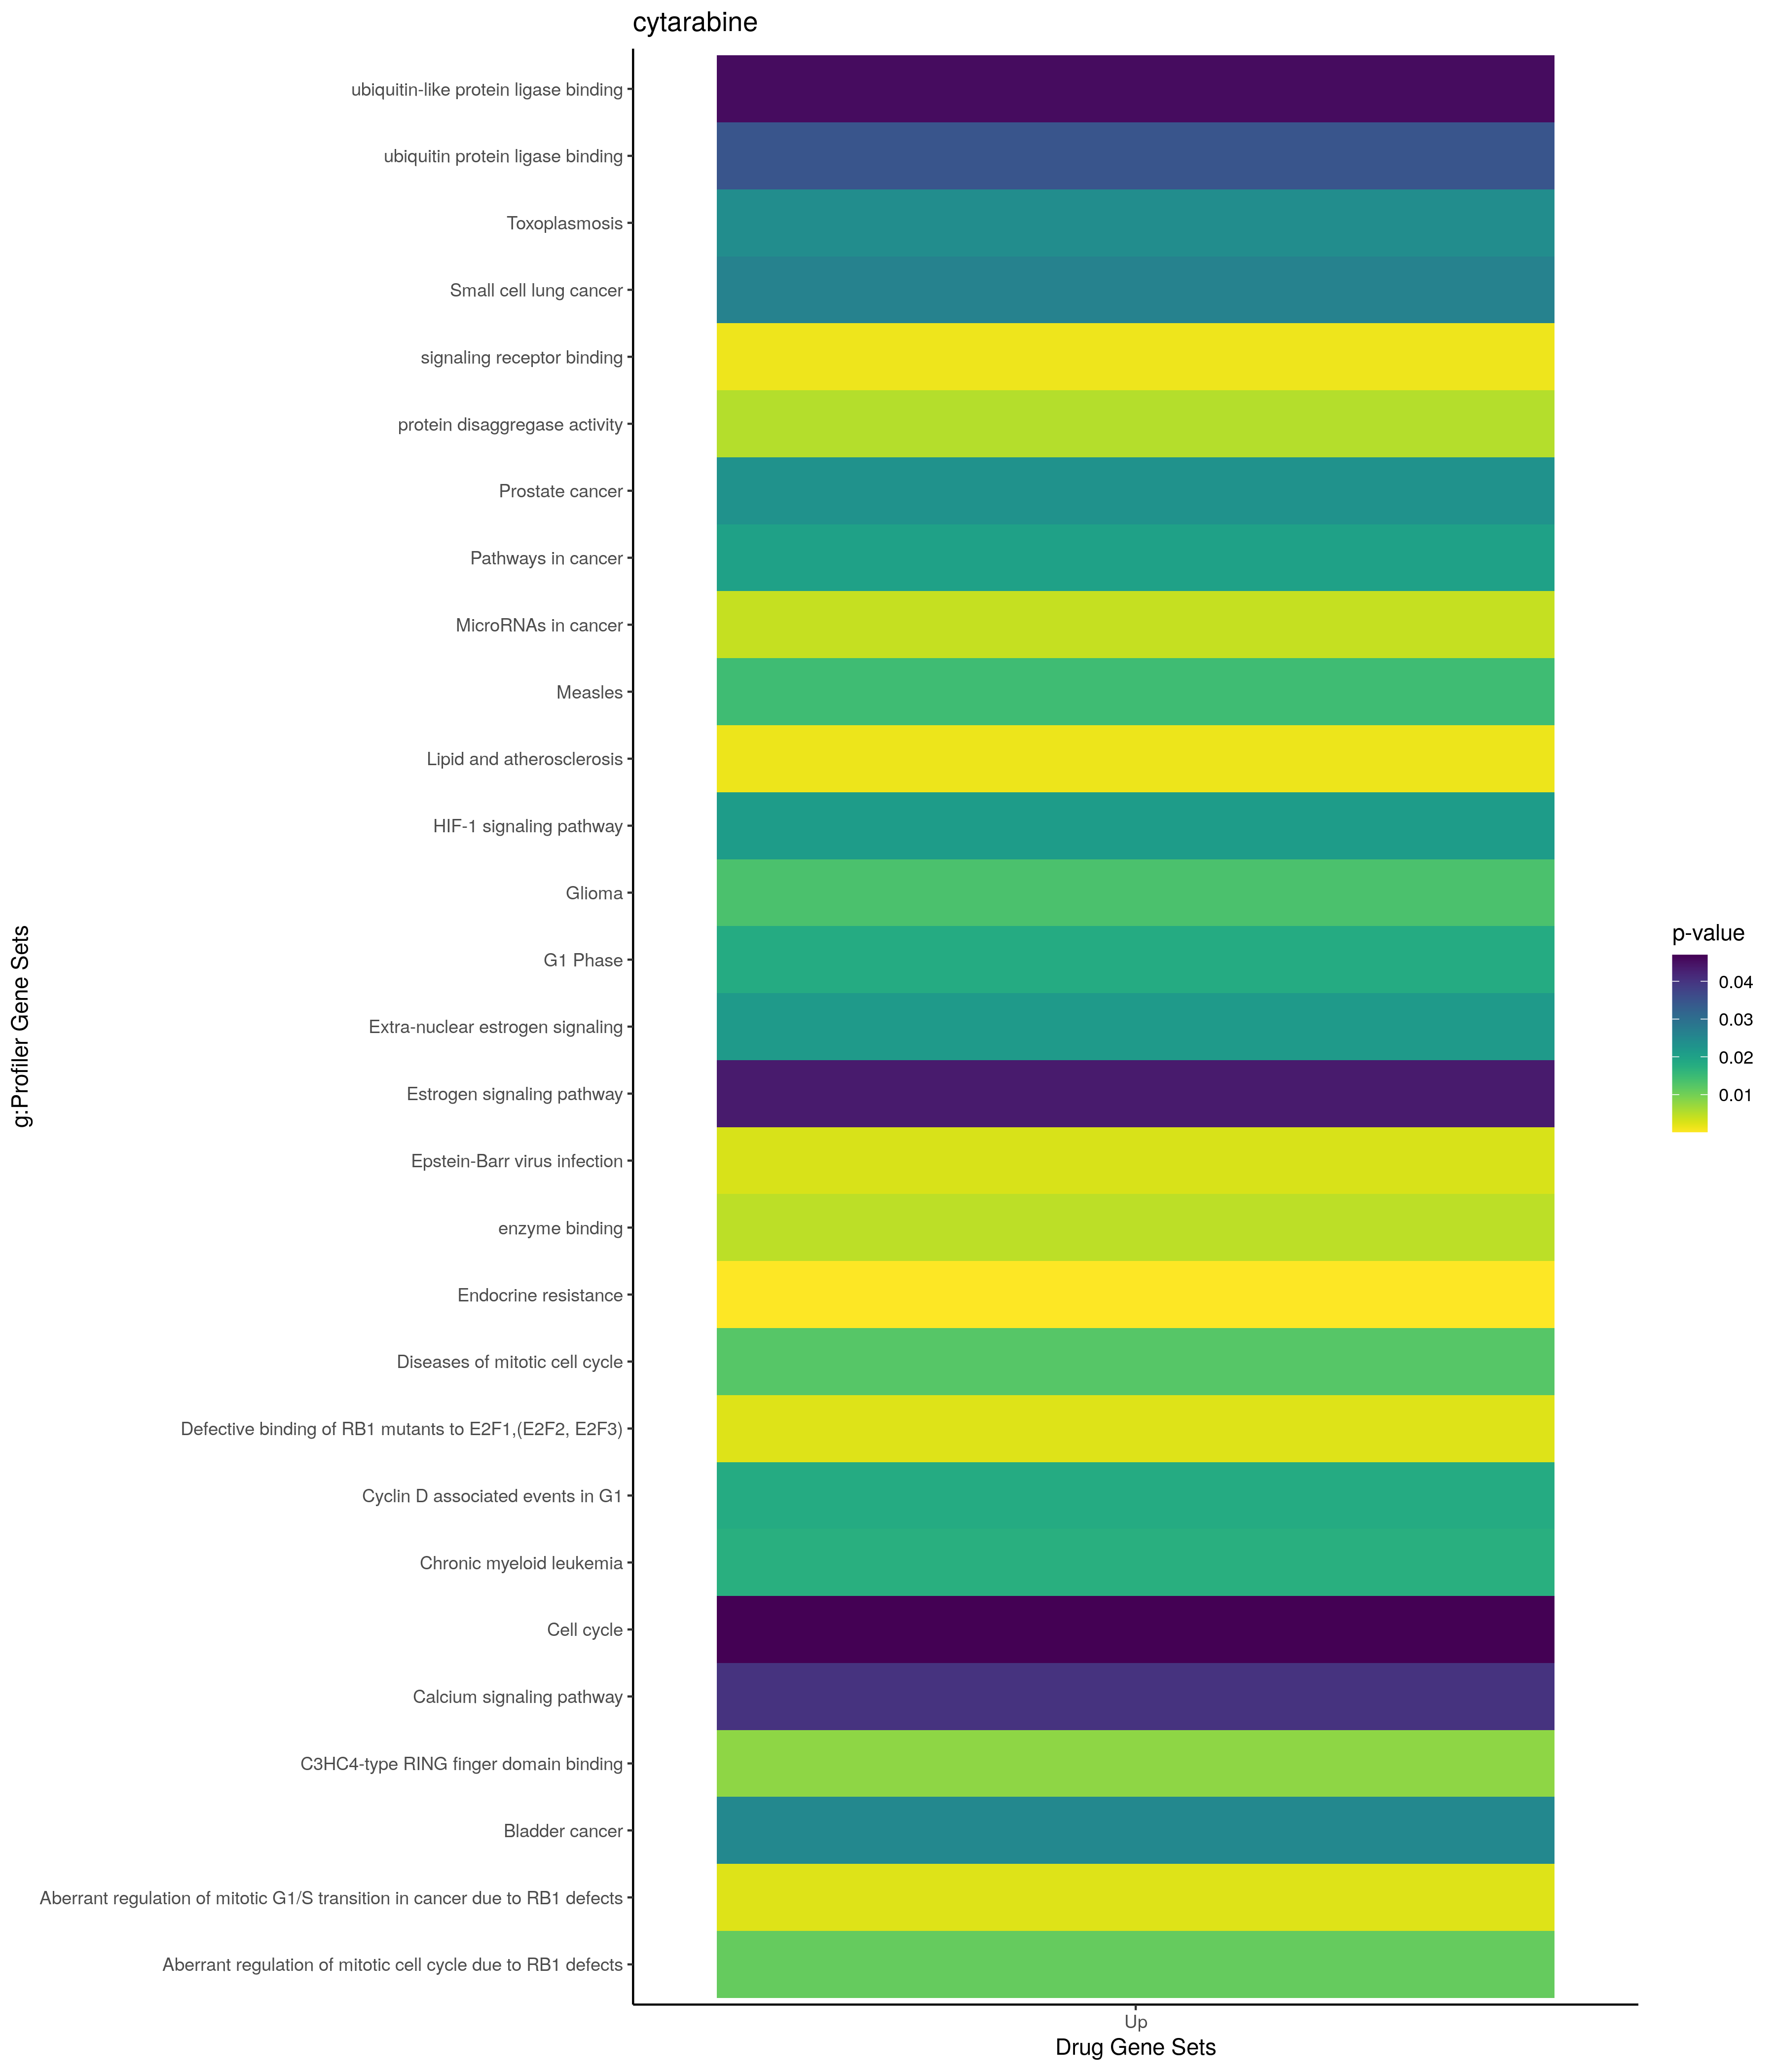 cytarabine
ubiquitin-like protein ligase binding
ubiquitin protein ligase binding
Toxoplasmosis
Small cell lung cancer
signaling receptor binding
protein disaggregase activity
Prostate cancer
Pathways in cancer
MicroRNAs in cancer
Measles
Lipid and atherosclerosis
HIF-1 signaling pathway
Glioma
G1 Phase
Extra-nuclear estrogen signaling
Estrogen signaling pathway
Epstein-Barr virus infection
enzyme binding
Endocrine resistance
Diseases of mitotic cell cycle
Defective binding of RB1 mutants to E2F1,(E2F2, E2F3)
Cyclin D associated events in G1
Chronic myeloid leukemia
Cell cycle
Calcium signaling pathway
C3HC4-type RING finger domain binding
Bladder cancer
Aberrant regulation of mitotic G1/S transition in cancer due to RB1 defects
Aberrant regulation of mitotic cell cycle due to RB1 defects
g:Profiler Gene Sets
Up
Drug Gene Sets
p-value
0.04
0.03
0.02
0.01